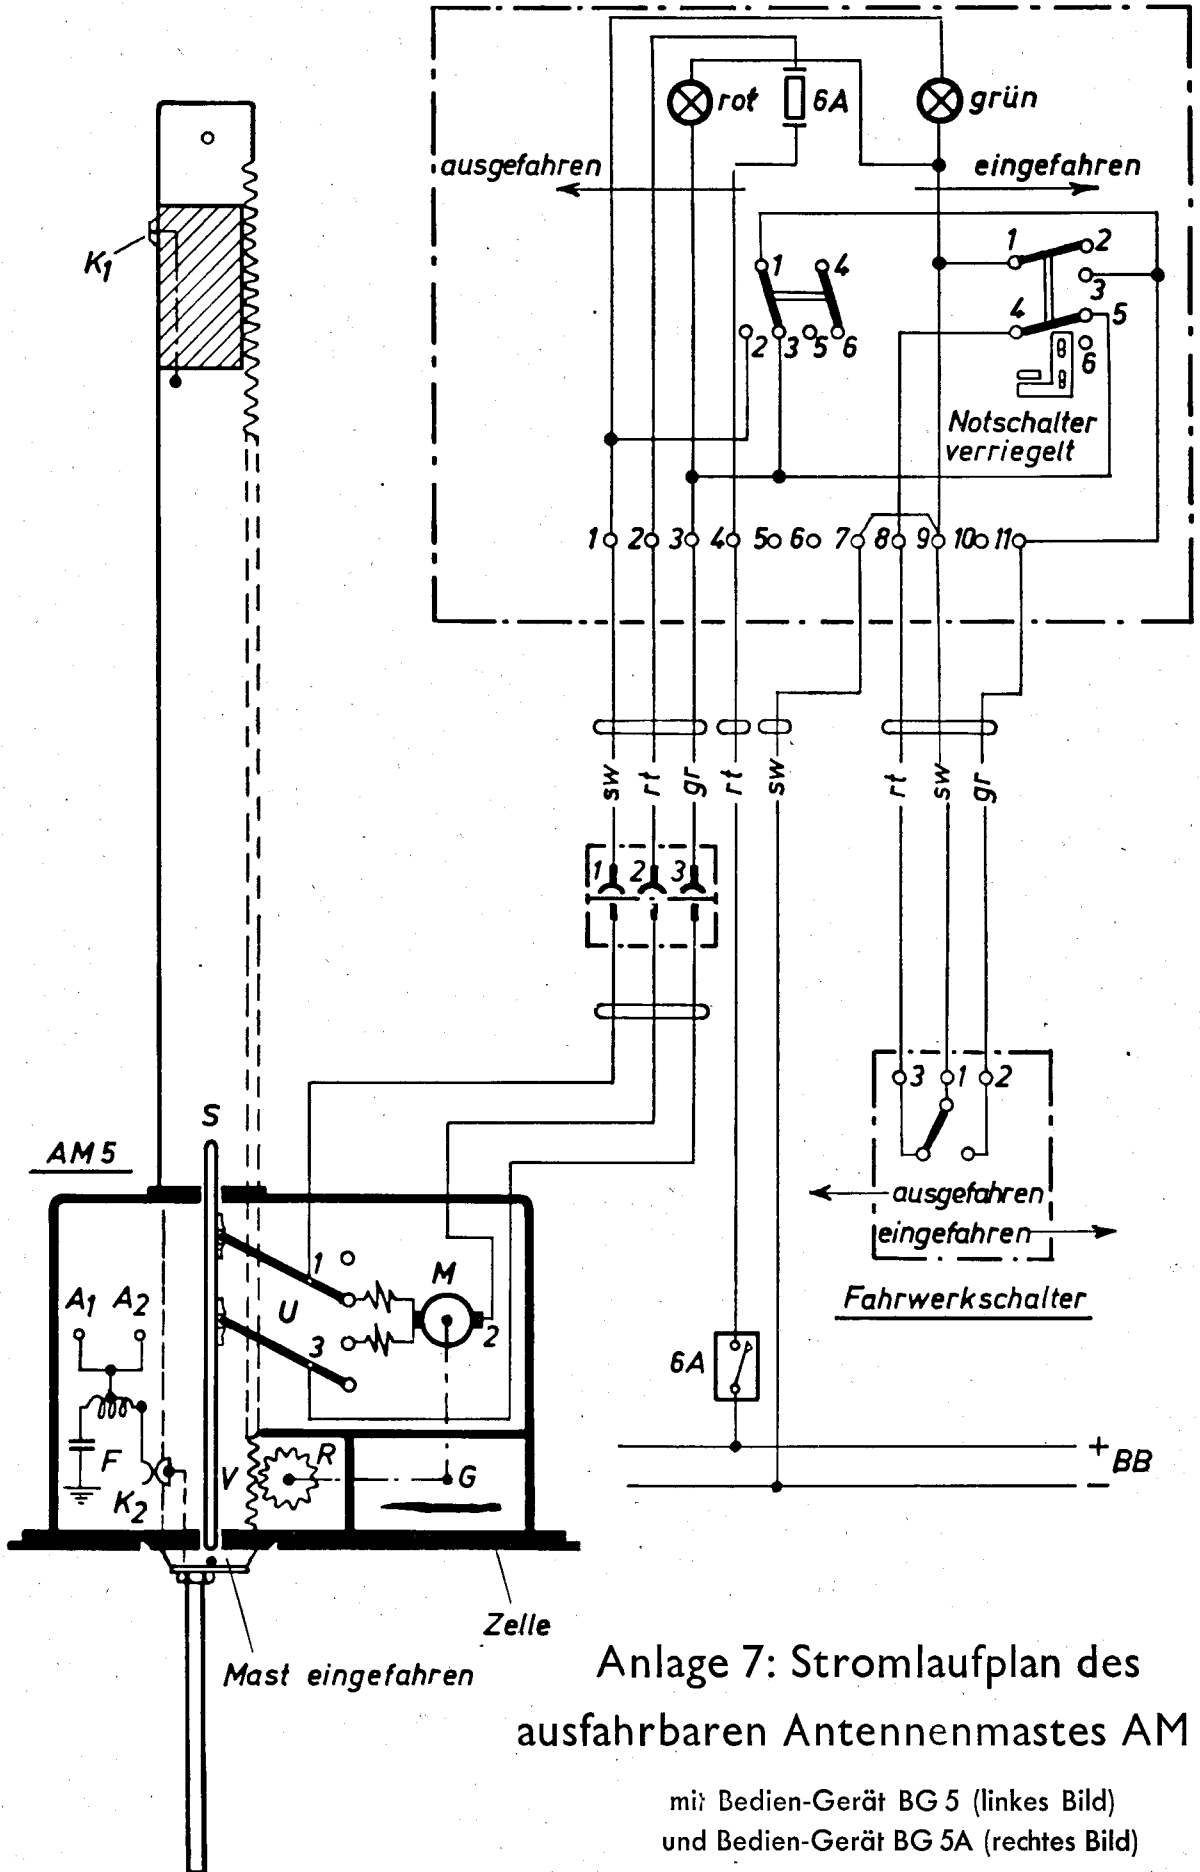 rot
6A
grün
ausgefahren
eingefahren
K1
1
4
2
3
5
6
1
2
3
4
5
6
Notschalter
verriegelt
1
2
3
4
5
6
7
8
9
10
11
sw
rt
gr
rt
sw
rt
sw
gr
1
2
3
S
AM5
3
1
2
ausgefahren
eingefahren
Fahrwerkschalter
1
M
A1
A2
U
3
2
6A
F
K2
V
R
G
+
BB
−
Zelle
Mast eingefahren
Anlage 7: Stromlaufplan des
ausfahrbaren Antennenmastes AM
mit Bedien-Gerät BG 5 (linkes Bild)
und Bedien-Gerät BG 5A (rechtes Bild)